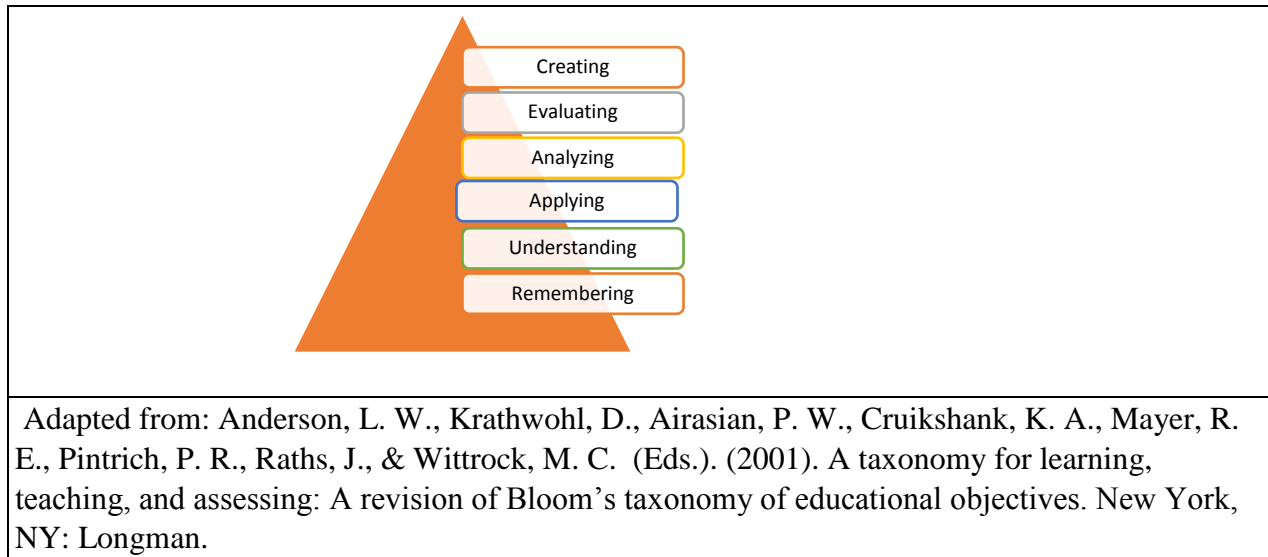 Creating
Evaluating
Analyzing
Applying
Understanding
Remembering
Adapted from: Anderson, L. W., Krathwohl, D., Airasian, P. W., Cruikshank, K. A., Mayer, R.
E., Pintrich, P. R., Raths, J., & Wittrock, M. C.  (Eds.). (2001). A taxonomy for learning,
teaching, and assessing: A revision of Bloom’s taxonomy of educational objectives. New York,
NY: Longman.